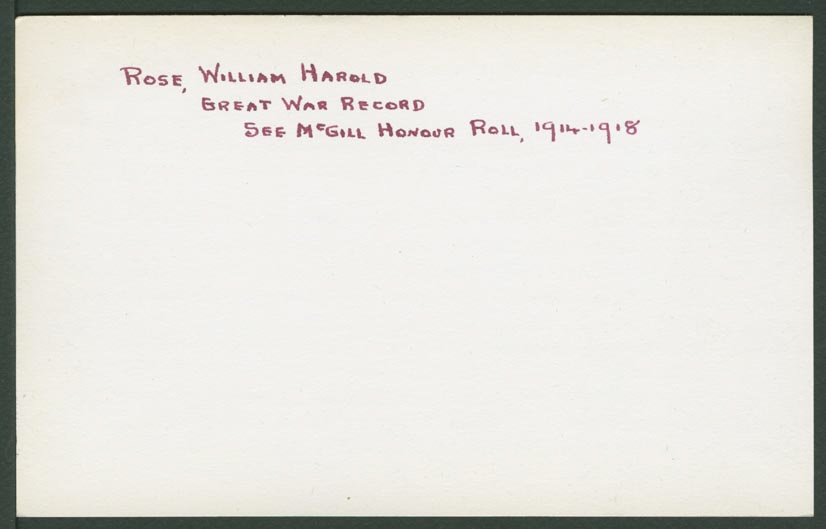 ROSE, WILLIAM HAROLD
GREAT WAR RECORD
SEE McGILL HONOUR ROLL, 1914-1918